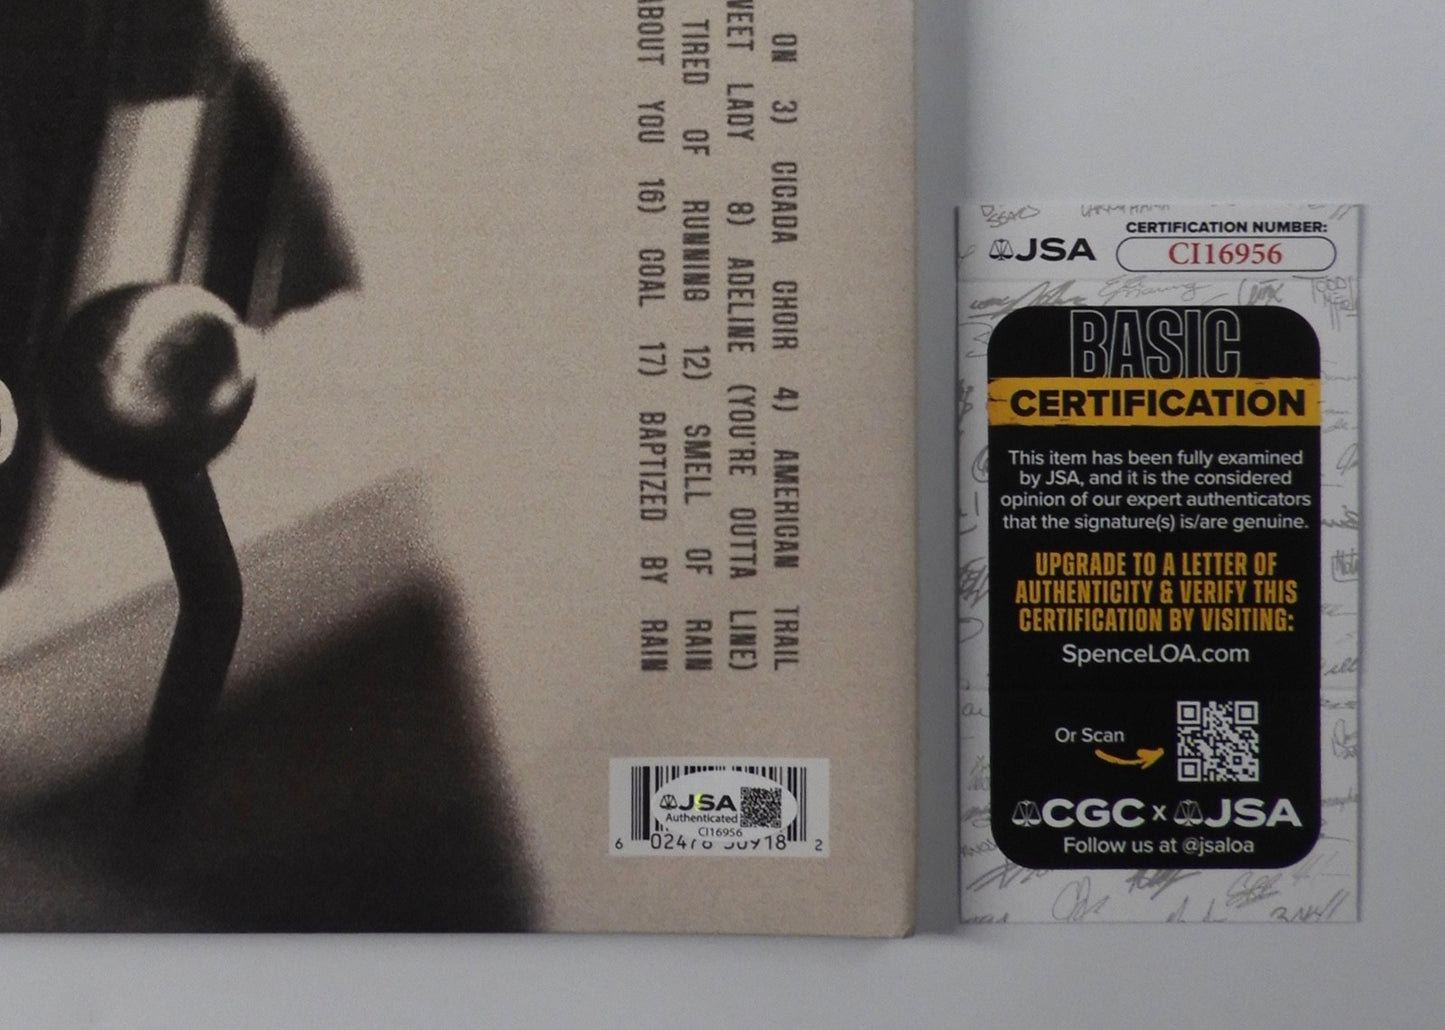 ON 3) CICADA CHOIR 4) AMERICAN TRAIL
LADY 8) ADELINE (YOU'RE OUTTA LINE)
TIRED OF RUNNING 12) SMELL OF RAIN
ABOUT YOU 16) COAL 17) BAPTIZED BY RAIN
JSA
Authenticated
CI16956
6 2
JSA
CERTIFICATION NUMBER:
CI16956
BASIC
CERTIFICATION
This item has been fully examined
by JSA, and it is the considered
opinion of our expert authenticators
that the signature(s) is/are genuine.
UPGRADE TO A LETTER OF
AUTHENTICITY & VERIFY THIS
CERTIFICATION BY VISITING:
SpenceLOA.com
Or Scan
CGC x JSA
Follow us at @jsaloa